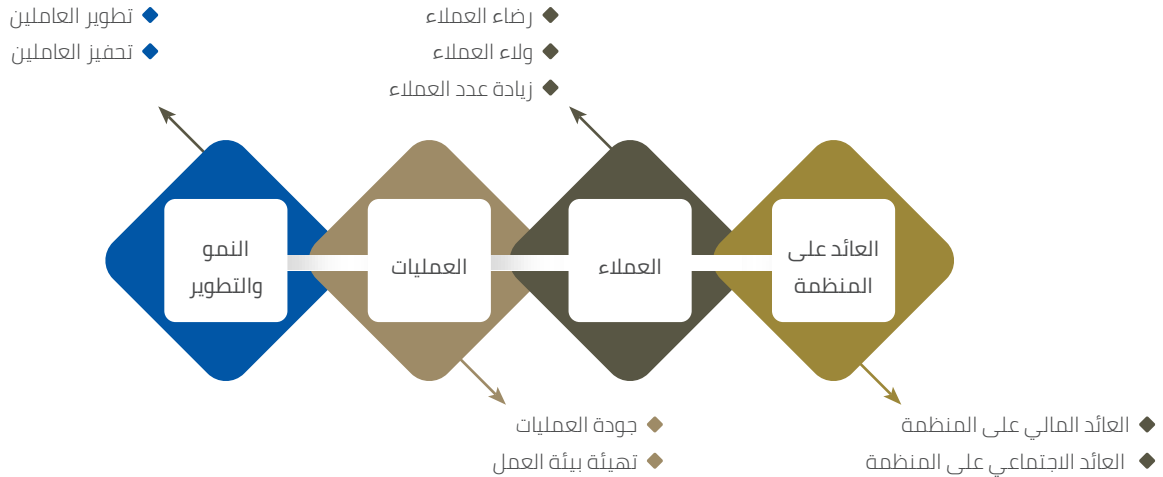 تطوير العاملين
تحفيز العاملين
رضاء العملاء
ولاء العملاء
زيادة عدد العملاء
العائد على
المنظمة
العملاء
العمليات
النمو
والتطوير
العائد المالي على المنظمة
العائد الاجتماعي على المنظمة
جودة العمليات
تهيئة بيئة العمل